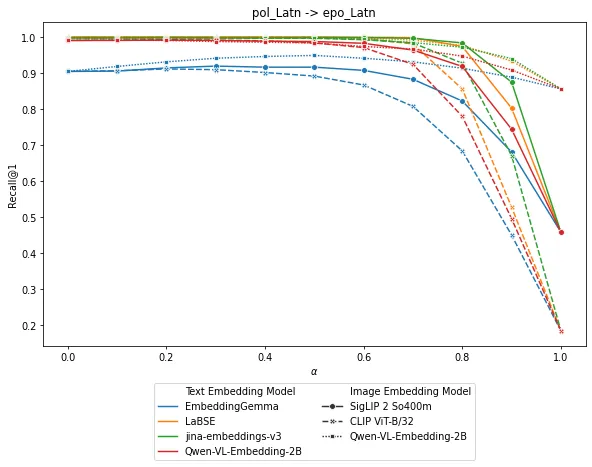 pol_Latn -> epo_Latn
Recall@1
1.0
0.9
0.8
0.7
0.6
0.5
0.4
0.3
0.2
0.0 0.2 0.4 0.6 0.8 1.0
α
Text Embedding Model Image Embedding Model
EmbeddingGemma SigLIP 2 So400m
LaBSE CLIP ViT-B/32
jina-embeddings-v3 Qwen-VL-Embedding-2B
Qwen-VL-Embedding-2B